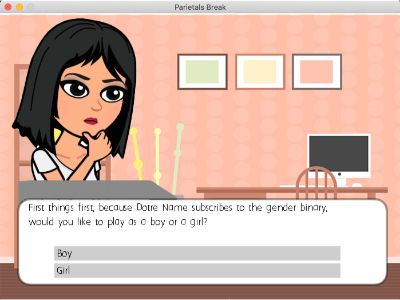 Parietals Break
First things first, because Dotre Name subscribes to the gender binary,
would you like to play as a boy or a girl?
Boy
Girl